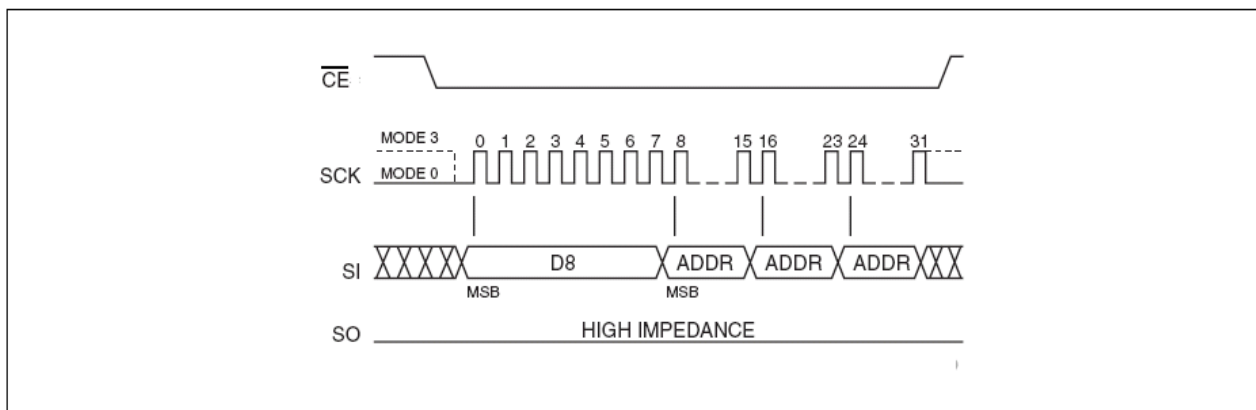 CE
MODE 3
0 1 2 3 4 5 6 7 8 15 16 23 24 31
SCK
MODE 0
SI
D8 ADDR ADDR ADDR
MSB MSB
SO
HIGH IMPEDANCE